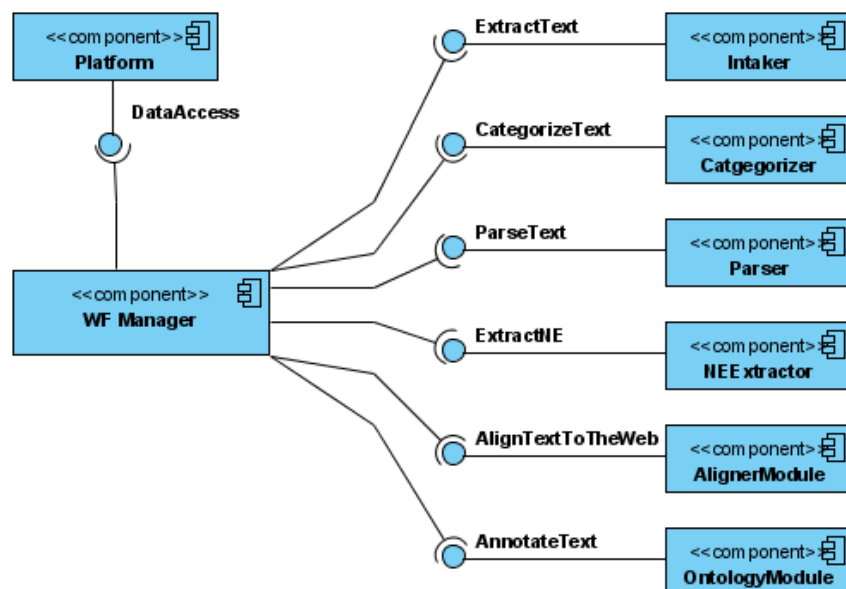 <<component>>
Platform
DataAccess
<<component>>
WF Manager
ExtractText
<<component>>
Intaker
CategorizeText
<<component>>
Catgegorizer
ParseText
<<component>>
Parser
ExtractNE
<<component>>
NEExtractor
AlignTextToTheWeb
<<component>>
AlignerModule
AnnotateText
<<component>>
OntologyModule